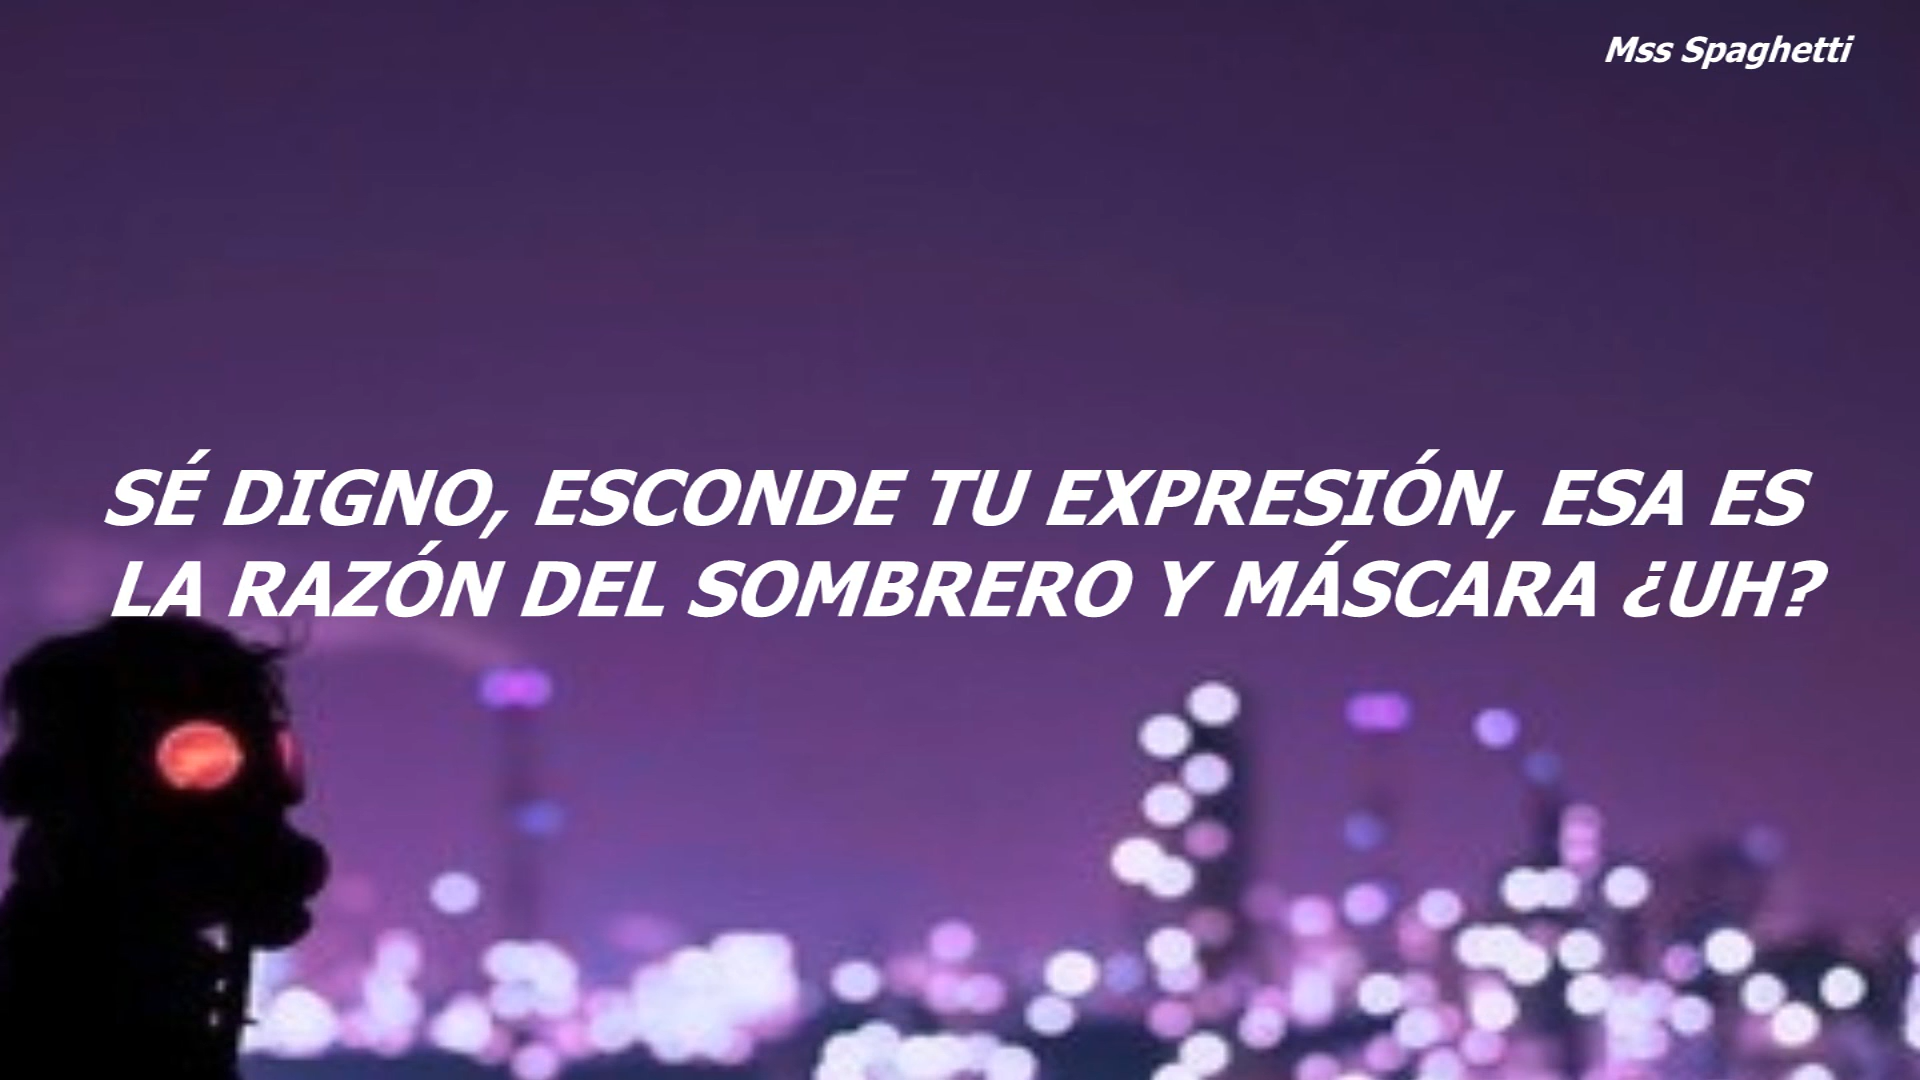 Mss Spaghetti
SÉ DIGNO, ESCONDE TU EXPRESIÓN, ESA ES
LA RAZÓN DEL SOMBRERO Y MÁSCARA ¿UH?